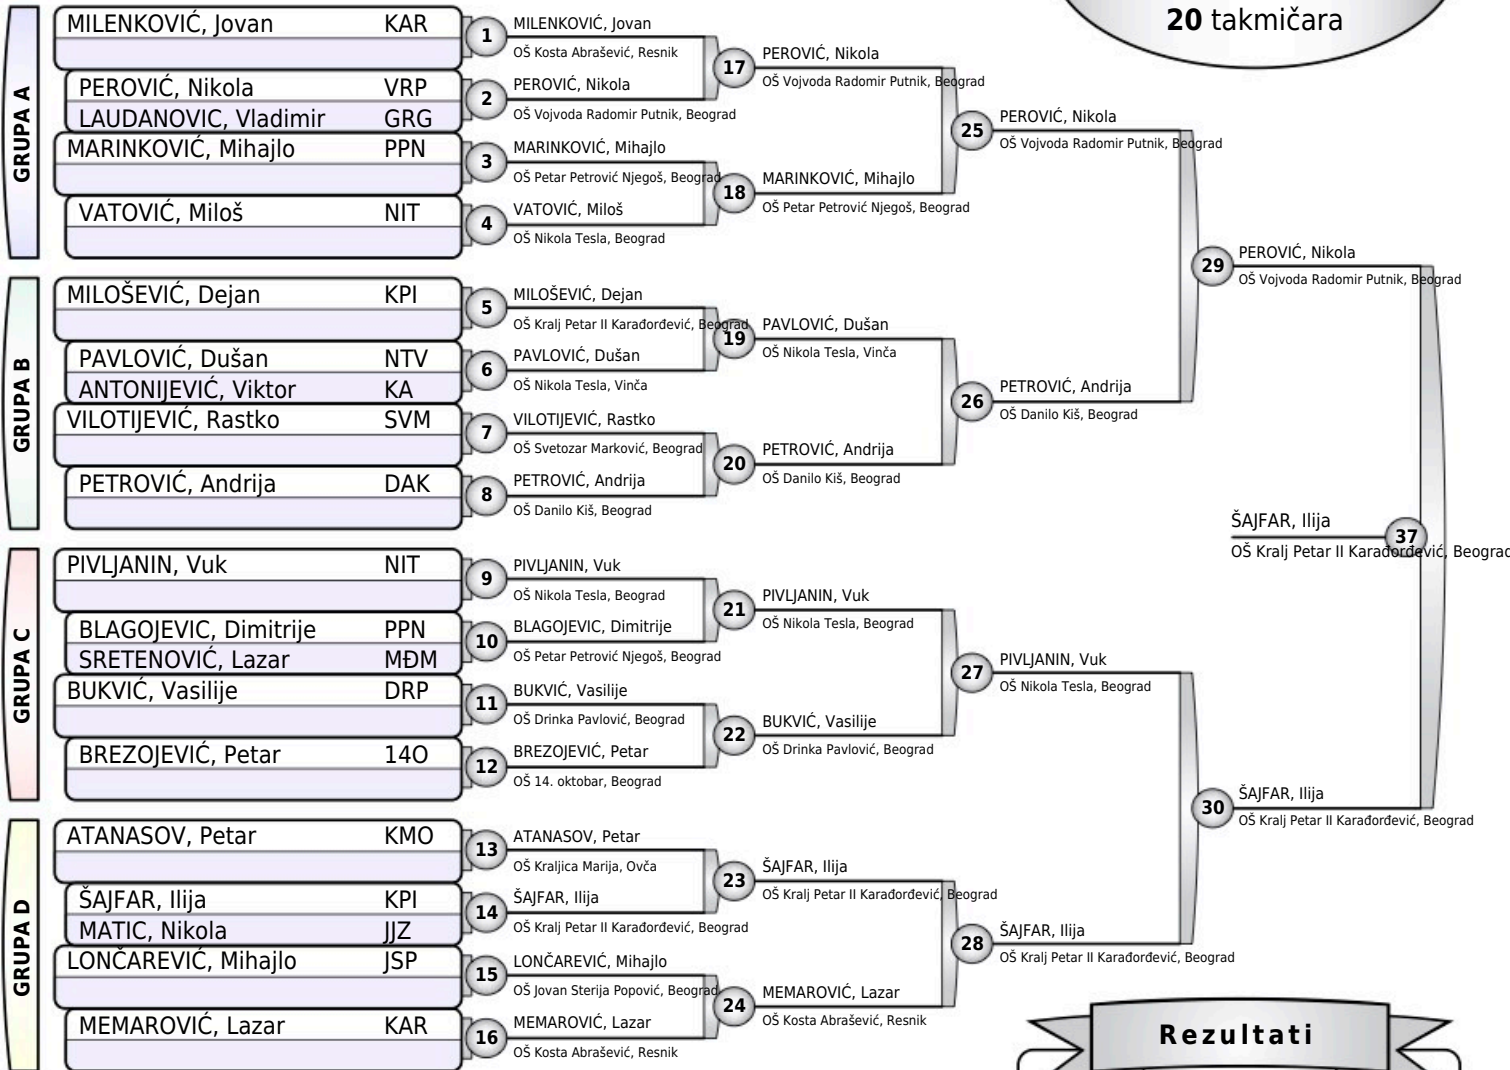 20 takmičara
GRUPA A
MILENKOVIĆ, Jovan KAR
PEROVIĆ, Nikola VRP
LAUDANOVIC, Vladimir GRG
MARINKOVIĆ, Mihajlo PPN
VATOVIĆ, Miloš NIT
GRUPA B
MILOŠEVIĆ, Dejan KPI
PAVLOVIĆ, Dušan NTV
ANTONIJEVIĆ, Viktor KA
VILOTIJEVIĆ, Rastko SVM
PETROVIĆ, Andrija DAK
GRUPA C
PIVLJANIN, Vuk NIT
BLAGOJEVIC, Dimitrije PPN
SRETENOVIĆ, Lazar MĐM
BUKVIĆ, Vasilije DRP
BREZOJEVIĆ, Petar 14O
GRUPA D
ATANASOV, Petar KMO
ŠAJFAR, Ilija KPI
MATIC, Nikola JJZ
LONČAREVIĆ, Mihajlo JSP
MEMAROVIĆ, Lazar KAR
1 MILENKOVIĆ, Jovan
OŠ Kosta Abrašević, Resnik
2 PEROVIĆ, Nikola
OŠ Vojvoda Radomir Putnik, Beograd
3 MARINKOVIĆ, Mihajlo
OŠ Petar Petrović Njegoš, Beograd
4 VATOVIĆ, Miloš
OŠ Nikola Tesla, Beograd
5 MILOŠEVIĆ, Dejan
OŠ Kralj Petar II Karađorđević, Beograd
6 PAVLOVIĆ, Dušan
OŠ Nikola Tesla, Vinča
7 VILOTIJEVIĆ, Rastko
OŠ Svetozar Marković, Beograd
8 PETROVIĆ, Andrija
OŠ Danilo Kiš, Beograd
9 PIVLJANIN, Vuk
OŠ Nikola Tesla, Beograd
10 BLAGOJEVIC, Dimitrije
OŠ Petar Petrović Njegoš, Beograd
11 BUKVIĆ, Vasilije
OŠ Drinka Pavlović, Beograd
12 BREZOJEVIĆ, Petar
OŠ 14. oktobar, Beograd
13 ATANASOV, Petar
OŠ Kraljica Marija, Ovča
14 ŠAJFAR, Ilija
OŠ Kralj Petar II Karađorđević, Beograd
15 LONČAREVIĆ, Mihajlo
OŠ Jovan Sterija Popović, Beograd
16 MEMAROVIĆ, Lazar
OŠ Kosta Abrašević, Resnik
17 PEROVIĆ, Nikola
OŠ Vojvoda Radomir Putnik, Beograd
18 MARINKOVIĆ, Mihajlo
OŠ Petar Petrović Njegoš, Beograd
19 PAVLOVIĆ, Dušan
OŠ Nikola Tesla, Vinča
20 PETROVIĆ, Andrija
OŠ Danilo Kiš, Beograd
21 PIVLJANIN, Vuk
OŠ Nikola Tesla, Beograd
22 BUKVIĆ, Vasilije
OŠ Drinka Pavlović, Beograd
23 ŠAJFAR, Ilija
OŠ Kralj Petar II Karađorđević, Beograd
24 MEMAROVIĆ, Lazar
OŠ Kosta Abrašević, Resnik
25 PEROVIĆ, Nikola
OŠ Vojvoda Radomir Putnik, Beograd
26 PETROVIĆ, Andrija
OŠ Danilo Kiš, Beograd
27 PIVLJANIN, Vuk
OŠ Nikola Tesla, Beograd
28 ŠAJFAR, Ilija
OŠ Kralj Petar II Karađorđević, Beograd
29 PEROVIĆ, Nikola
OŠ Vojvoda Radomir Putnik, Beograd
30 ŠAJFAR, Ilija
OŠ Kralj Petar II Karađorđević, Beograd
ŠAJFAR, Ilija 37
OŠ Kralj Petar II Karađorđević, Beograd
Rezultati